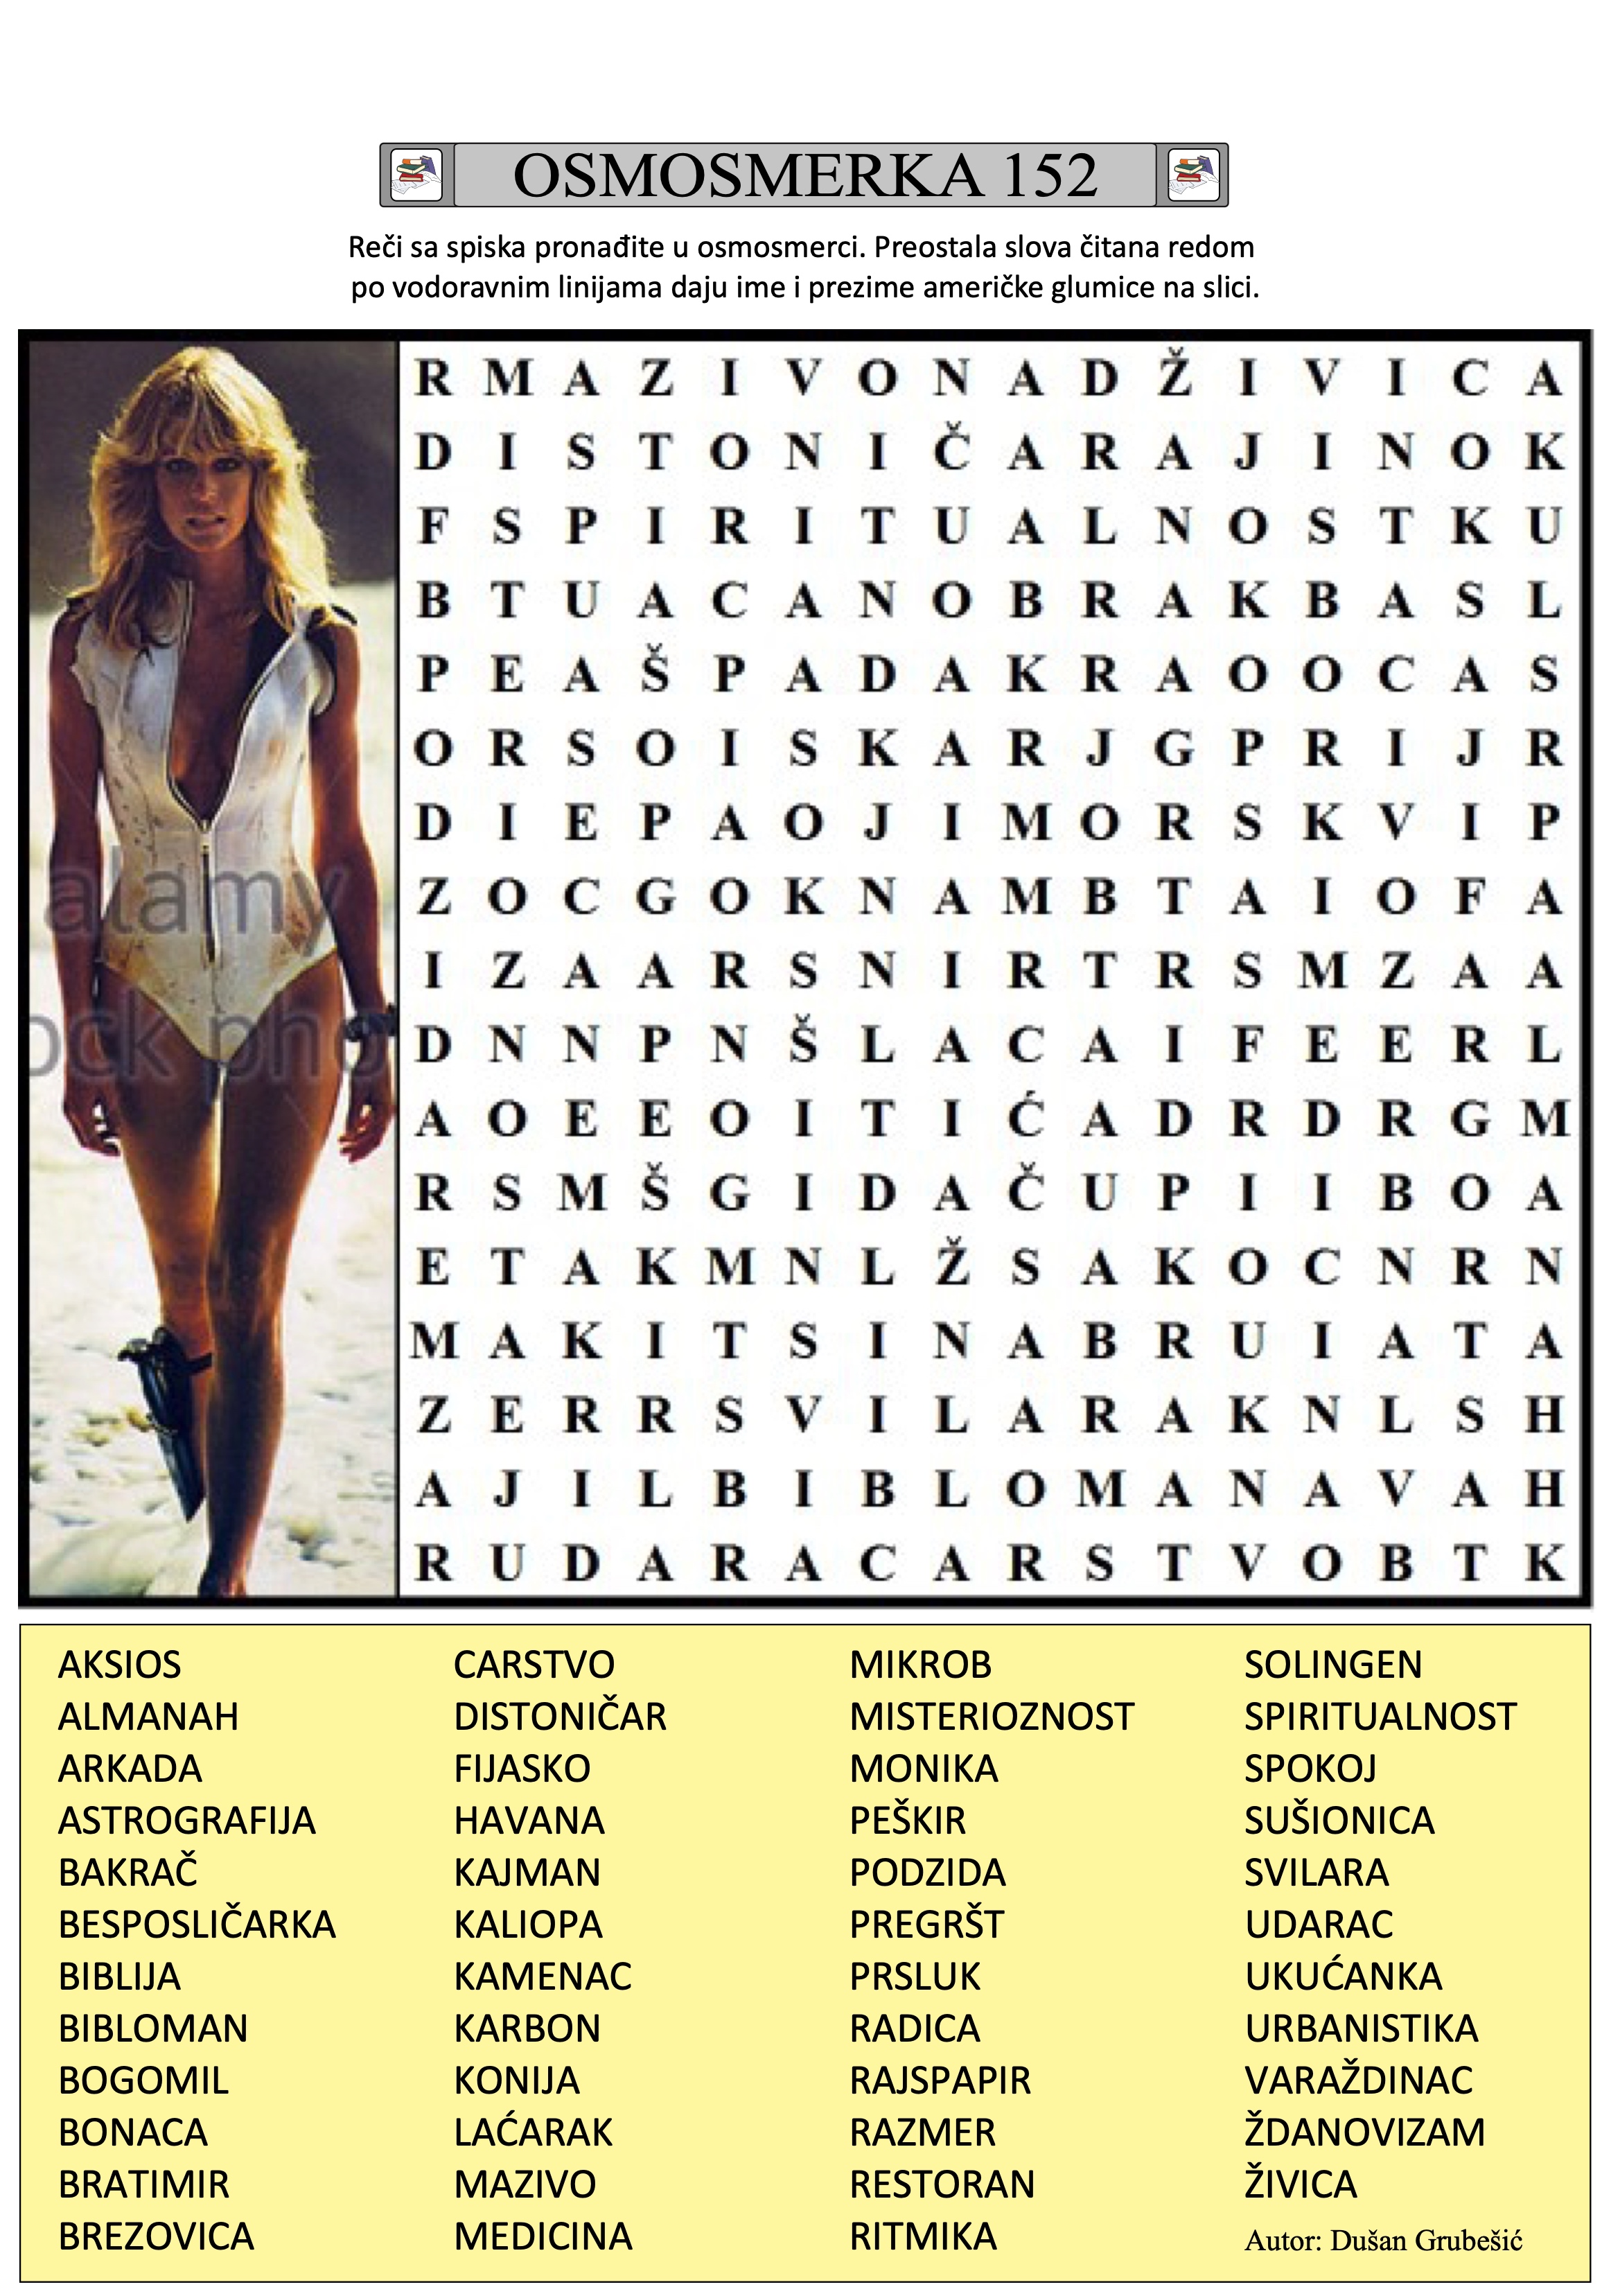 OSMOSMERKA 152
Reči sa spiska pronađite u osmosmerci. Preostala slova čitana redom
po vodoravnim linijama daju ime i prezime američke glumice na slici.
R M A Z I V O N A D Ž I V I C A
D I S T O N I Č A R A J I N O K
F S P I R I T U A L N O S T K U
B T U A C A N O B R A K B A S L
P E A Š P A D A K R A O O C A S
O R S O I S K A R J G P R I J R
D I E P A O J I M O R S K V I P
Z O C G O K N A M B T A I O F A
I Z A A R S N I R T R S M Z A A
D N N P N Š L A C A I F E E R L
A O E E O I T I Ć A D R D R G M
R S M Š G I D A Č U P I I B O A
E T A K M N L Ž S A K O C N R N
M A K I T S I N A B R U I A T A
Z E R R S V I L A R A K N L S H
A J I L B I B L O M A N A V A H
R U D A R A C A R S T V O B T K
alamy
ock pho
AKSIOS CARSTVO MIKROB SOLINGEN
ALMANAH DISTONIČAR MISTERIOZNOST SPIRITUALNOST
ARKADA FIJASKO MONIKA SPOKOJ
ASTROGRAFIJA HAVANA PEŠKIR SUŠIONICA
BAKRAČ KAJMAN PODZIDA SVILARA
BESPOSLIČARKA KALIOPA PREGRŠT UDARAC
BIBLIJA KAMENAC PRSLUK UKUĆANKA
BIBLOMAN KARBON RADICA URBANISTIKA
BOGOMIL KONIJA RAJSPAPIR VARAŽDINAC
BONACA LAĆARAK RAZMER ŽDANOVIZAM
BRATIMIR MAZIVO RESTORAN ŽIVICA
BREZOVICA MEDICINA RITMIKA Autor: Dušan Grubešić